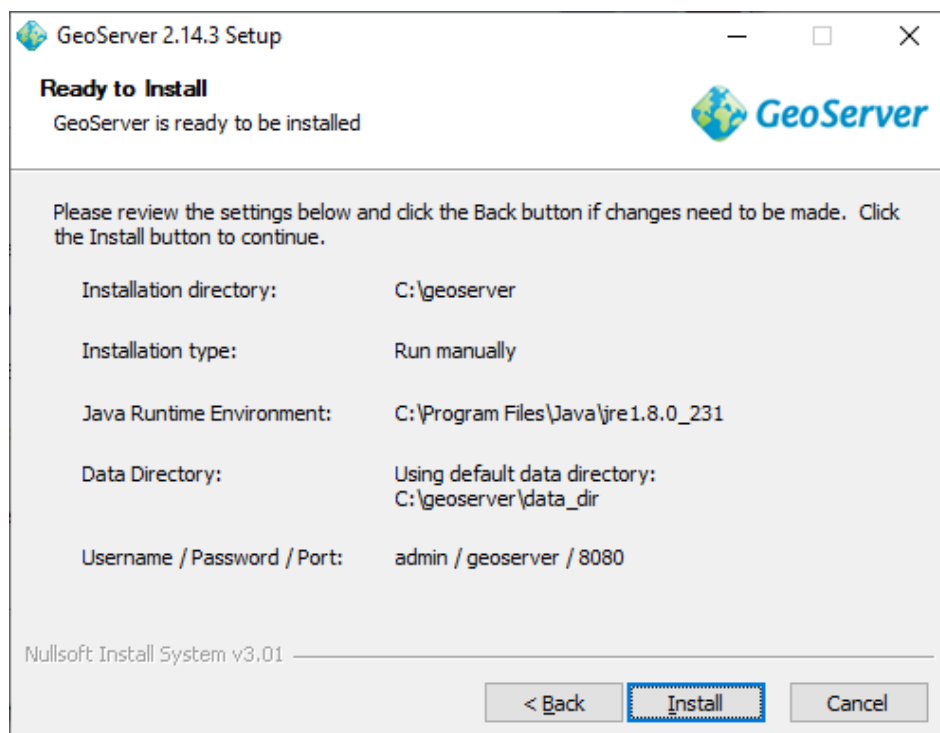 GeoServer 2.14.3 Setup
Ready to Install
GeoServer is ready to be installed
GeoServer
Please review the settings below and click the Back button if changes need to be made. Click
the Install button to continue.
Installation directory: C:\geoserver
Installation type: Run manually
Java Runtime Environment: C:\Program Files\Java\jre1.8.0_231
Data Directory: Using default data directory:
C:\geoserver\data_dir
Username / Password / Port: admin / geoserver / 8080
Nullsoft Install System v3.01
< Back Install Cancel